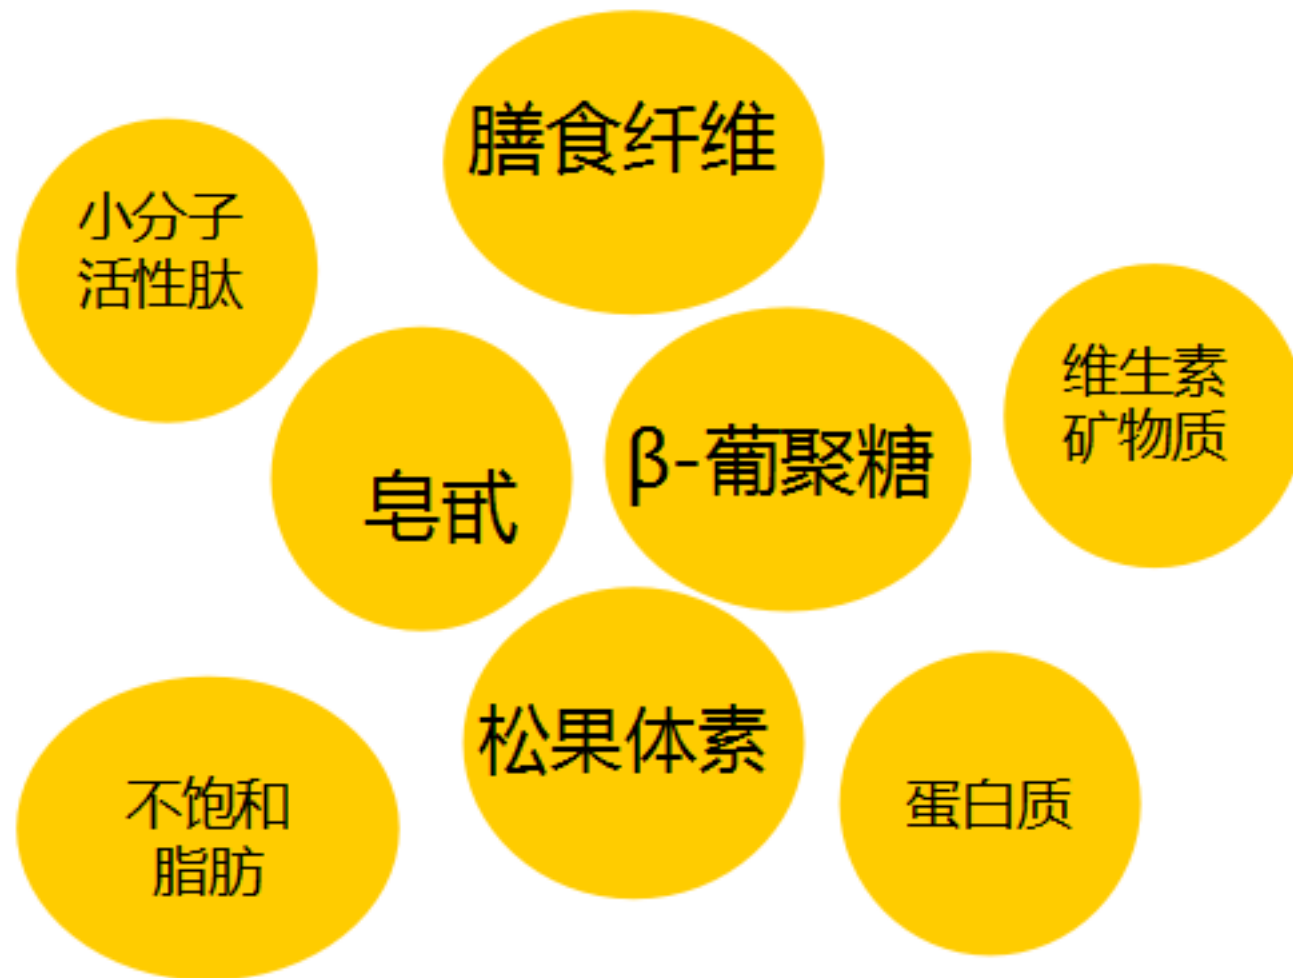 膳食纤维
小分子
活性肽
维生素
矿物质
β-葡聚糖
皂甙
松果体素
不饱和
脂肪
蛋白质